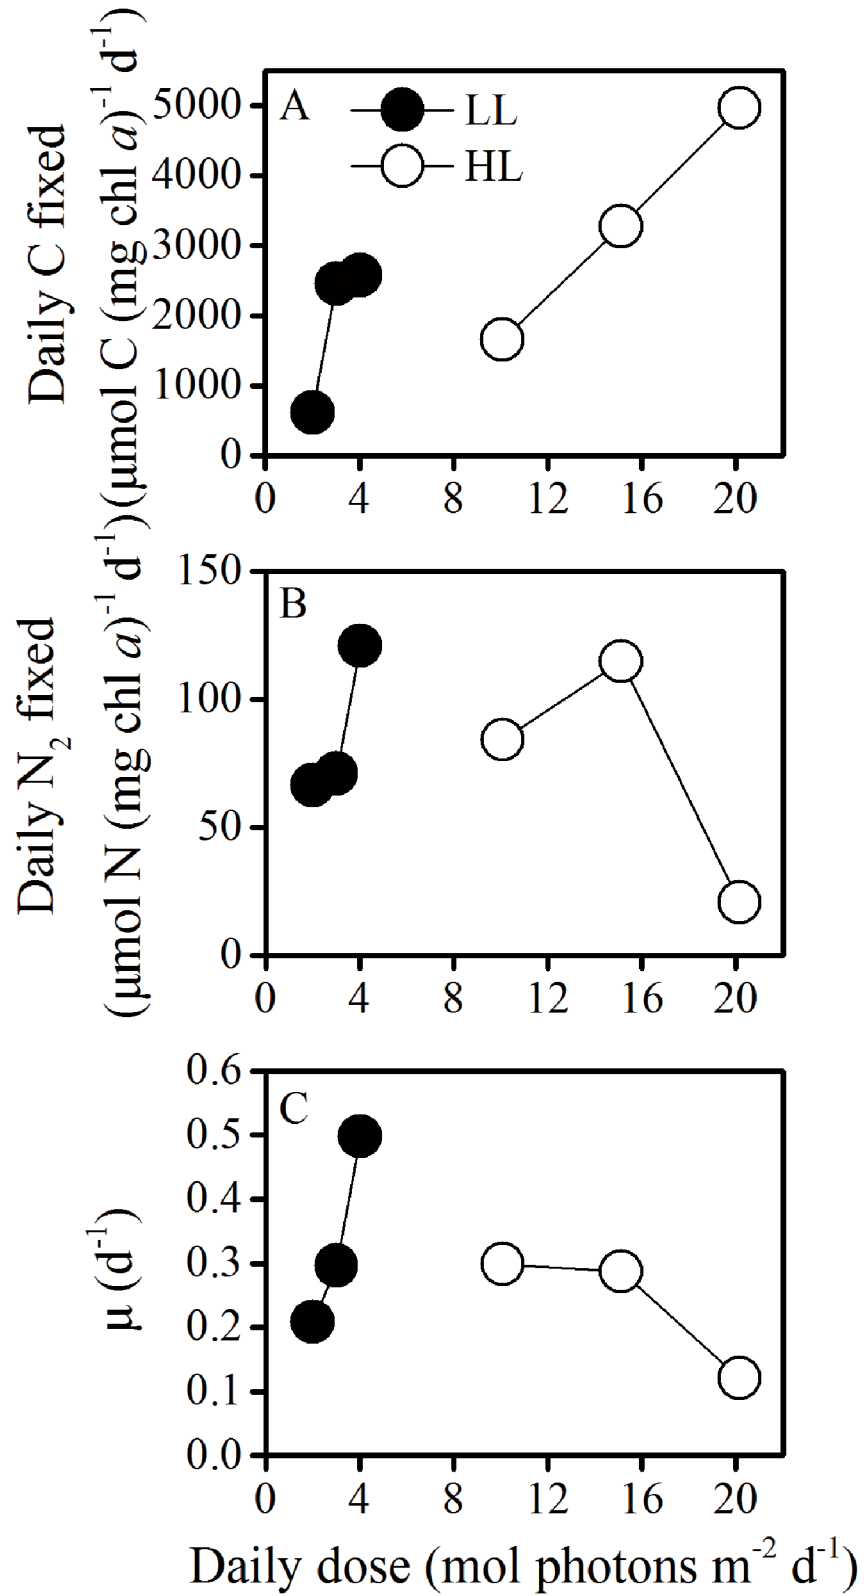 Daily C fixed
(μmol C (mg chl a)⁻¹ d⁻¹)
A
LL
HL
5000
4000
3000
2000
1000
0
0 4 8 12 16 20
Daily N₂ fixed
(μmol N (mg chl a)⁻¹ d⁻¹)
B
150
100
50
0
0 4 8 12 16 20
μ (d⁻¹)
C
0.6
0.5
0.4
0.3
0.2
0.1
0.0
0 4 8 12 16 20
Daily dose (mol photons m⁻² d⁻¹)